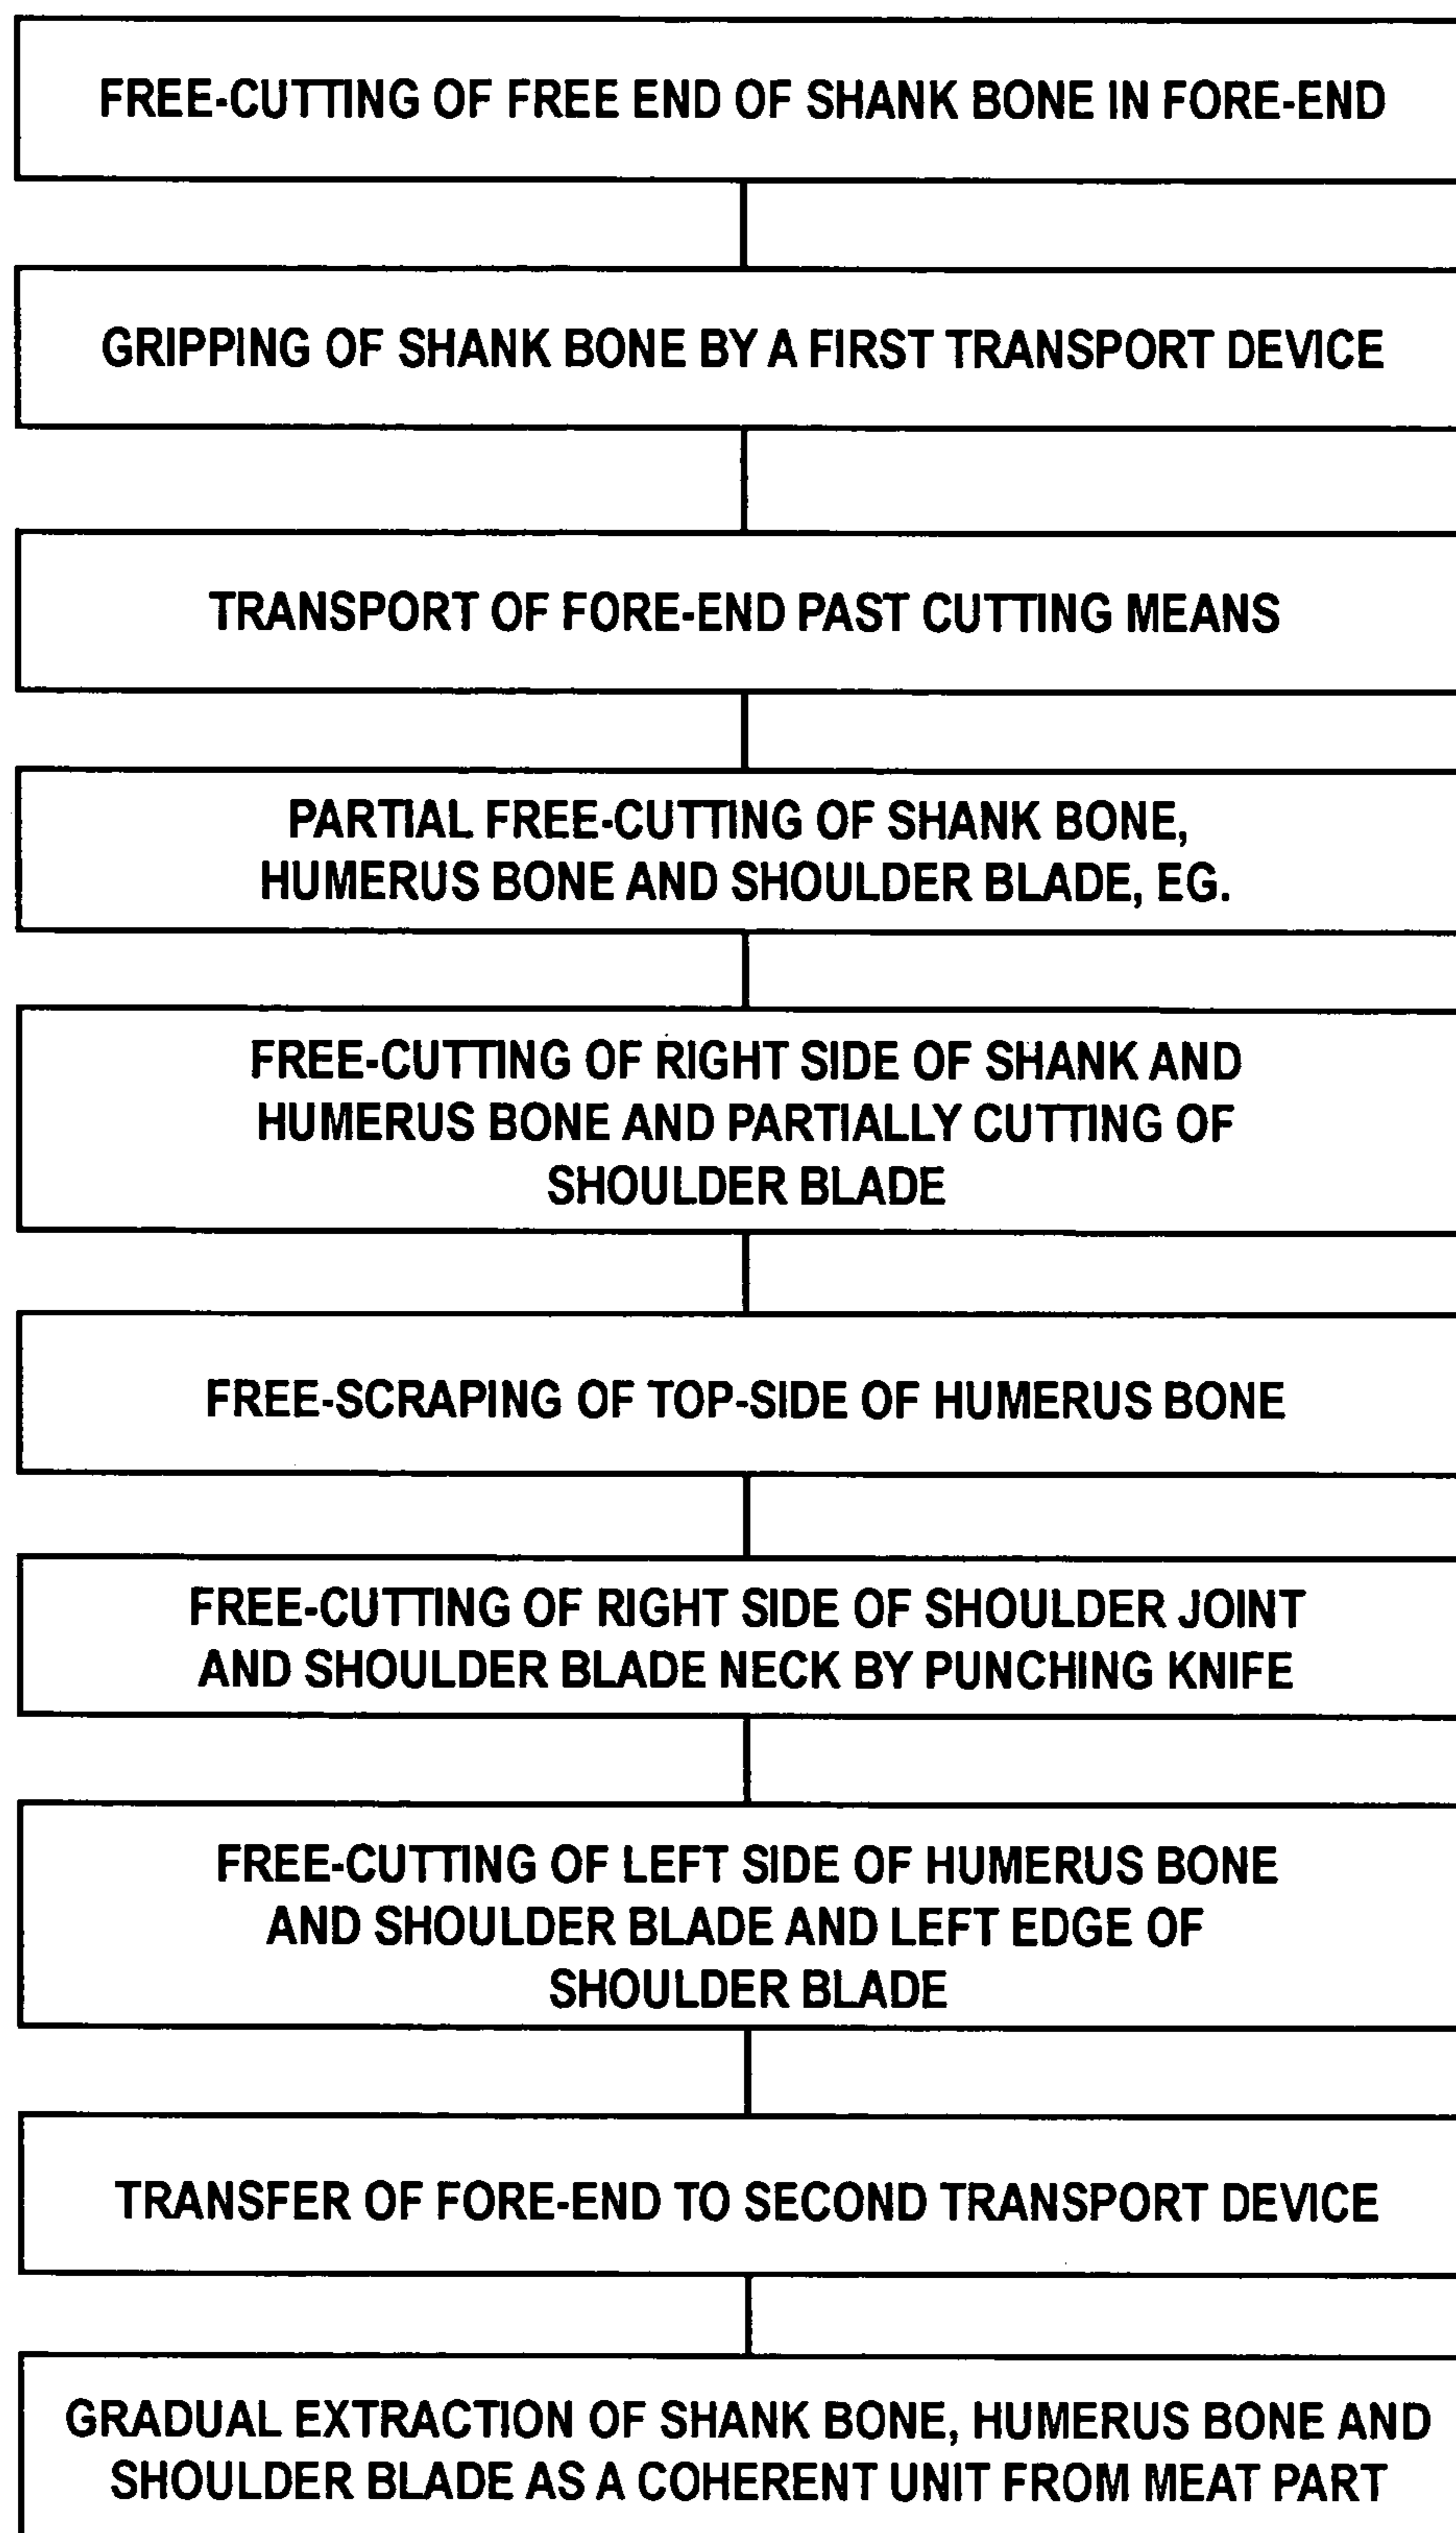 FREE-CUTTING OF FREE END OF SHANK BONE IN FORE-END
GRIPPING OF SHANK BONE BY A FIRST TRANSPORT DEVICE
TRANSPORT OF FORE-END PAST CUTTING MEANS
PARTIAL FREE-CUTTING OF SHANK BONE,
HUMERUS BONE AND SHOULDER BLADE, EG.
FREE-CUTTING OF RIGHT SIDE OF SHANK AND
HUMERUS BONE AND PARTIALLY CUTTING OF
SHOULDER BLADE
FREE-SCRAPING OF TOP-SIDE OF HUMERUS BONE
FREE-CUTTING OF RIGHT SIDE OF SHOULDER JOINT
AND SHOULDER BLADE NECK BY PUNCHING KNIFE
FREE-CUTTING OF LEFT SIDE OF HUMERUS BONE
AND SHOULDER BLADE AND LEFT EDGE OF
SHOULDER BLADE
TRANSFER OF FORE-END TO SECOND TRANSPORT DEVICE
GRADUAL EXTRACTION OF SHANK BONE, HUMERUS BONE AND
SHOULDER BLADE AS A COHERENT UNIT FROM MEAT PART